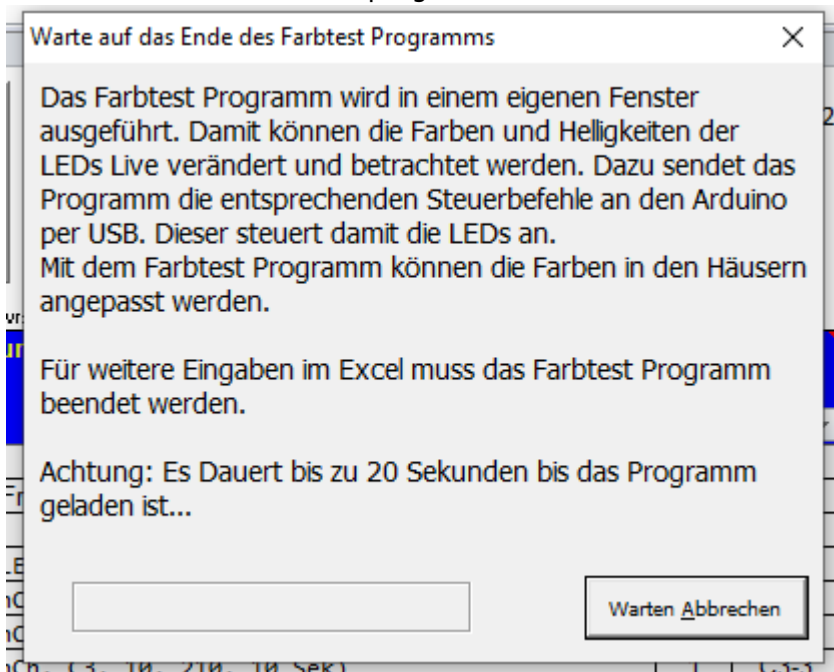 Warte auf das Ende des Farbtest Programms
Das Farbtest Programm wird in einem eigenen Fenster
ausgeführt. Damit können die Farben und Helligkeiten der
LEDs Live verändert und betrachtet werden. Dazu sendet das
Programm die entsprechenden Steuerbefehle an den Arduino
per USB. Dieser steuert damit die LEDs an.
Mit dem Farbtest Programm können die Farben in den Häusern
angepasst werden.
Für weitere Eingaben im Excel muss das Farbtest Programm
beendet werden.
Achtung: Es Dauert bis zu 20 Sekunden bis das Programm
geladen ist...
Warten Abbrechen